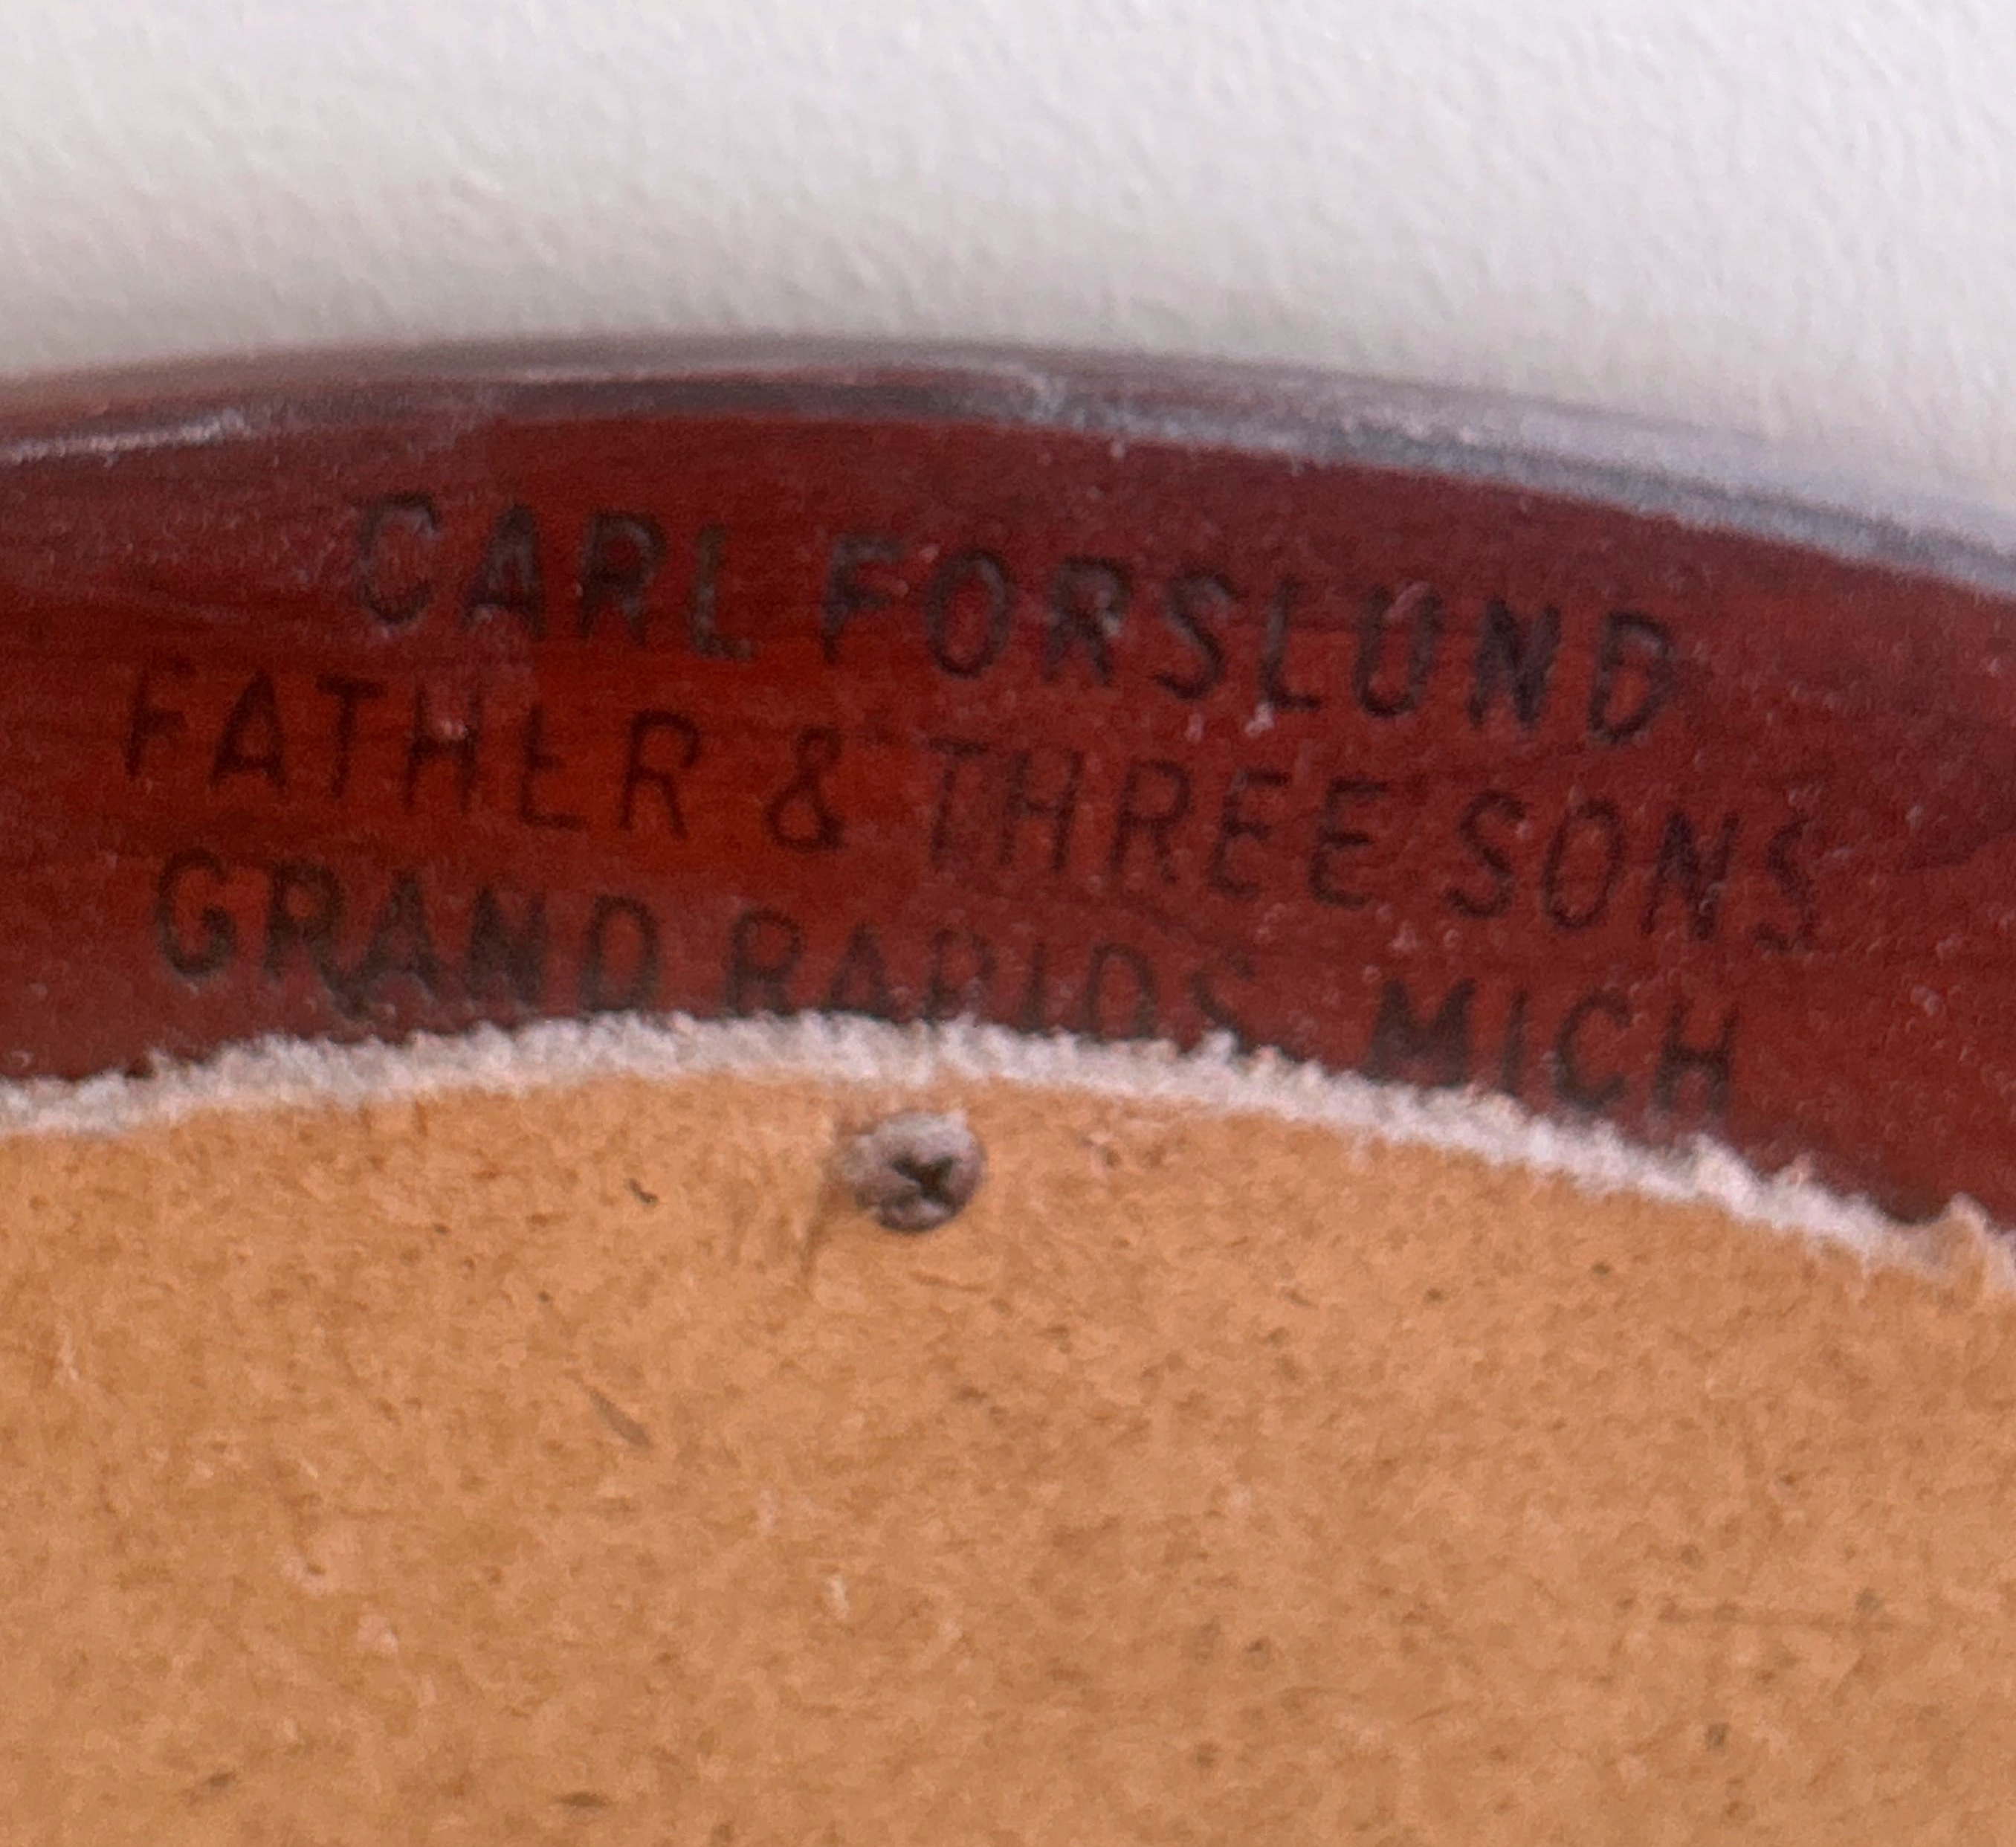 CARL FORSLUND
FATHER & THREE SONS
GRAND RAPIDS MICH